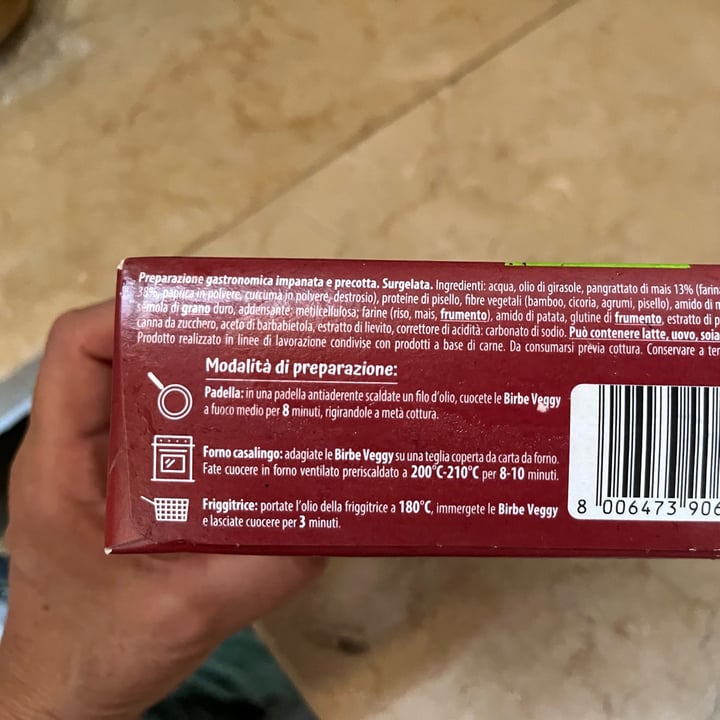 Preparazione gastronomica impanata e precotta. Surgelata. Ingredienti: acqua, olio di girasole, pangrattato di mais 13% (farina
38%, paprica in polvere, curcuma in polvere, destrosio), proteine di pisello, fibre vegetali (bamboo, cicoria, agrumi, pisello), amido di
semola di grano duro, addensante: metilcellulosa; farine (riso, mais, frumento), amido di patata, glutine di frumento, estratto di
canna da zucchero, aceto di barbabietola, estratto di lievito, correttore di acidità: carbonato di sodio. Può contenere latte, uovo, soia
Prodotto realizzato in linee di lavorazione condivise con prodotti a base di carne. Da consumarsi previa cottura. Conservare a
Modalità di preparazione:
Padella: in una padella antiaderente scaldate un filo d'olio, cuocete le Birbe Veggy
a fuoco medio per 8 minuti, rigirandole a metà cottura.
Forno casalingo: adagiate le Birbe Veggy su una teglia coperta da carta da forno.
Fate cuocere in forno ventilato preriscaldato a 200°C-210°C per 8-10 minuti.
Friggitrice: portate l'olio della friggitrice a 180°C, immergete le Birbe Veggy
e lasciate cuocere per 3 minuti.
8 006473 906